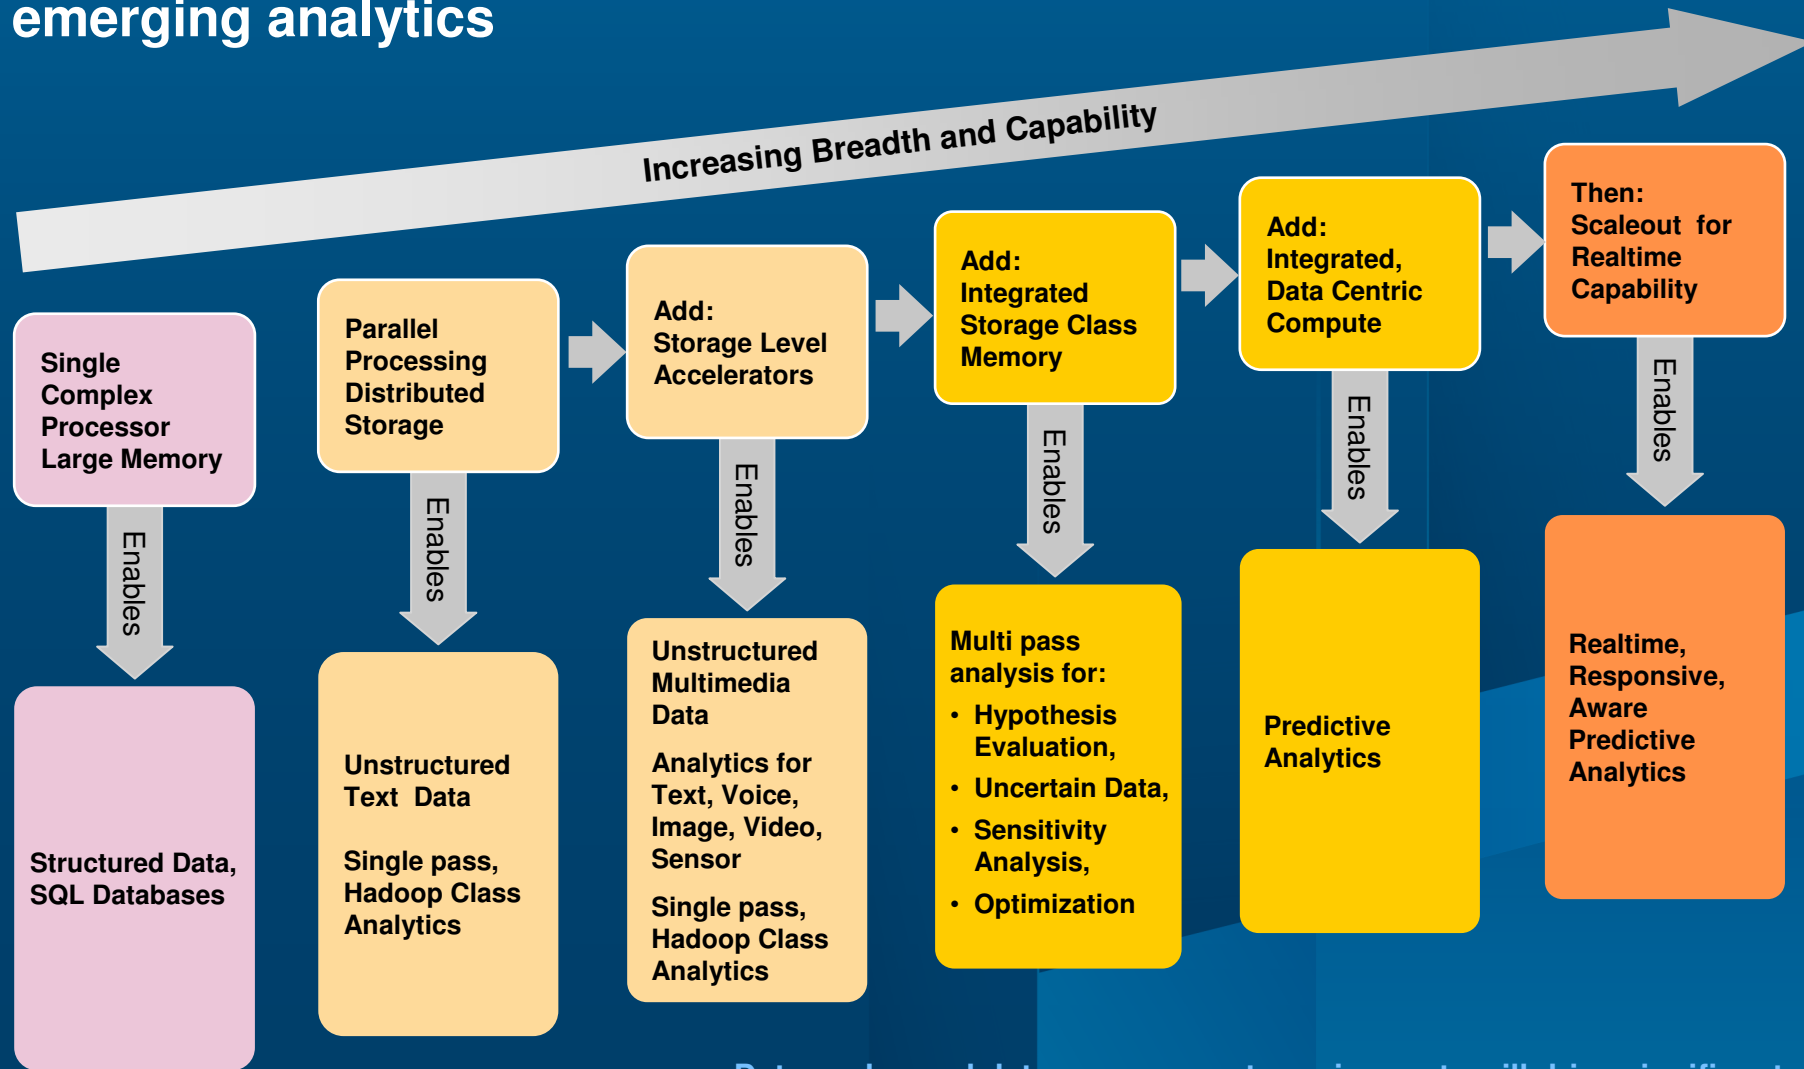 emerging analytics
Increasing Breadth and Capability
Single
Complex
Processor
Large Memory
Enables
Structured Data,
SQL Databases
Parallel
Processing
Distributed
Storage
Enables
Unstructured
Text Data
Single pass,
Hadoop Class
Analytics
Add:
Storage Level
Accelerators
Enables
Unstructured
Multimedia
Data
Analytics for
Text, Voice,
Image, Video,
Sensor
Single pass,
Hadoop Class
Analytics
Add:
Integrated
Storage Class
Memory
Enables
Multi pass
analysis for:
• Hypothesis
Evaluation,
• Uncertain Data,
• Sensitivity
Analysis,
• Optimization
Add:
Integrated,
Data Centric
Compute
Enables
Predictive
Analytics
Then:
Scaleout for
Realtime
Capability
Enables
Realtime,
Responsive,
Aware
Predictive
Analytics